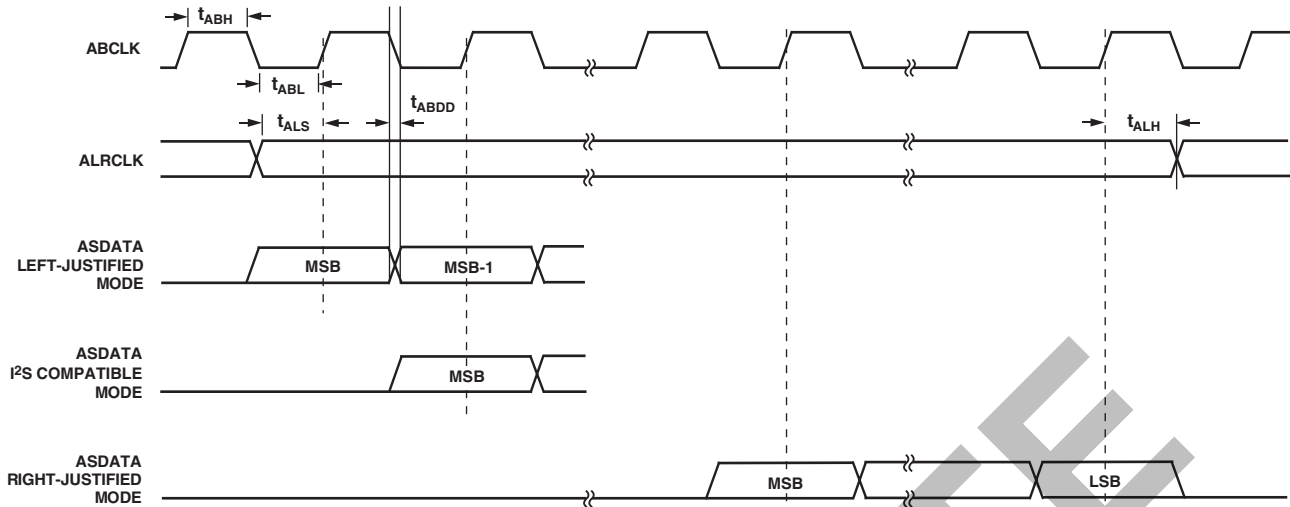 tABH
ABCLK
tABL
tABDD
tALS
tALH
ALRCLK
ASDATA
LEFT-JUSTIFIED
MODE
MSB
MSB-1
ASDATA
I²S COMPATIBLE
MODE
MSB
ASDATA
RIGHT-JUSTIFIED
MODE
MSB
LSB